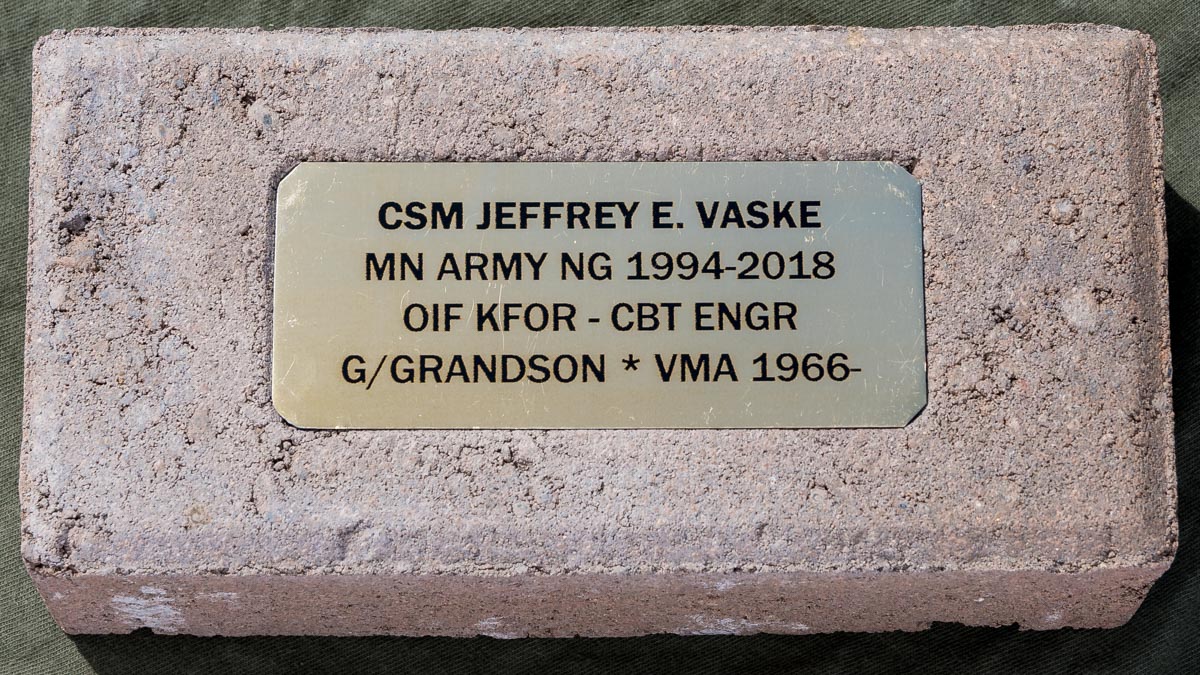 CSM JEFFREY E. VASKE
MN ARMY NG 1994-2018
OIF KFOR - CBT ENGR
G/GRANDSON * VMA 1966-